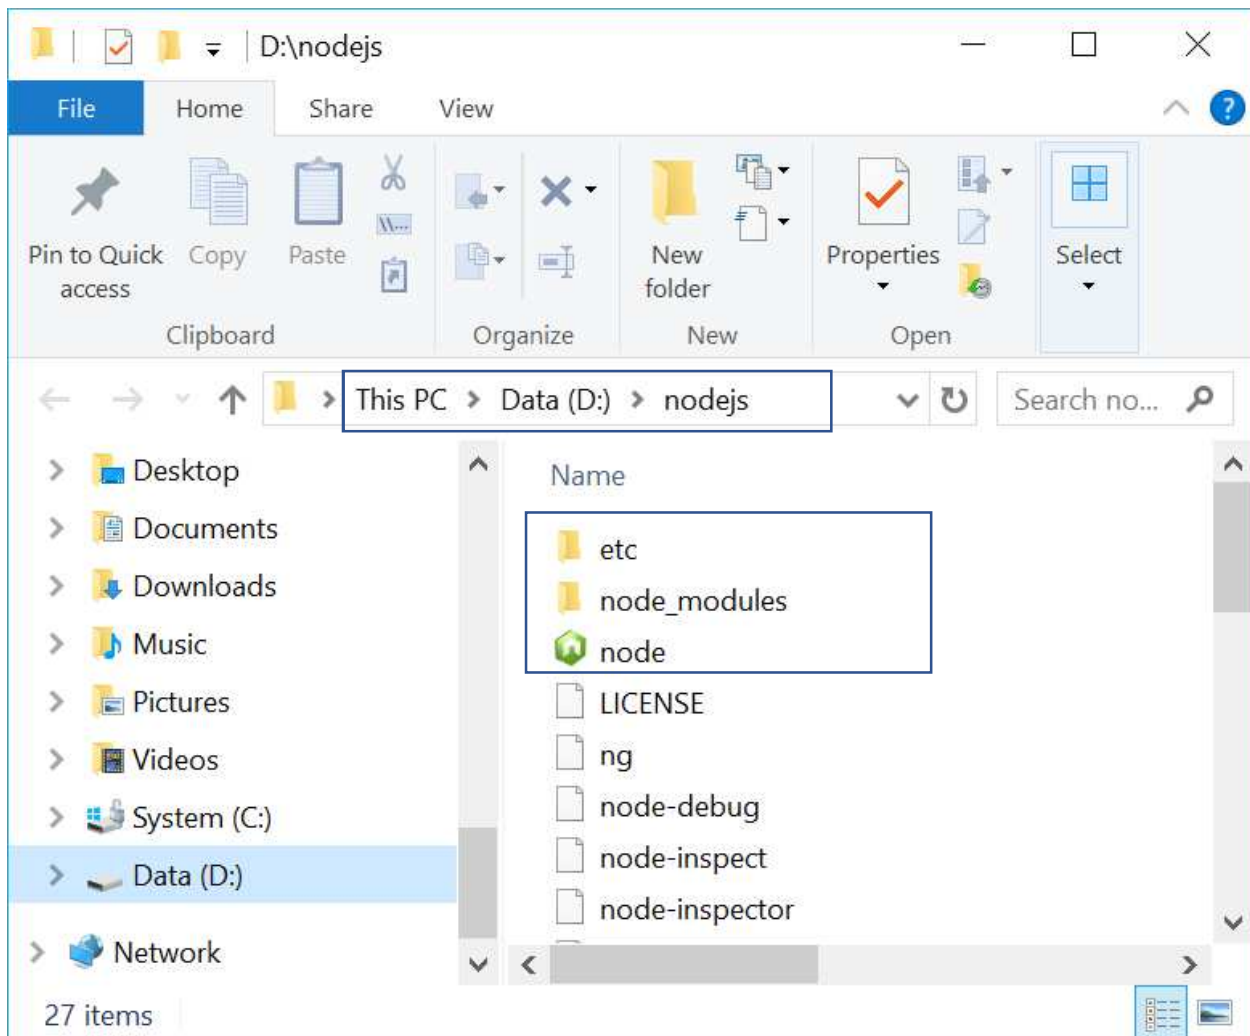 D:\nodejs
File Home Share View
Pin to Quick access
Copy
Paste
Clipboard
Organize
New folder
New
Properties
Open
Select
This PC > Data (D:) > nodejs
Search no...
Desktop
Documents
Downloads
Music
Pictures
Videos
System (C:)
Data (D:)
Network
Name
etc
node_modules
node
LICENSE
ng
node-debug
node-inspect
node-inspector
27 items